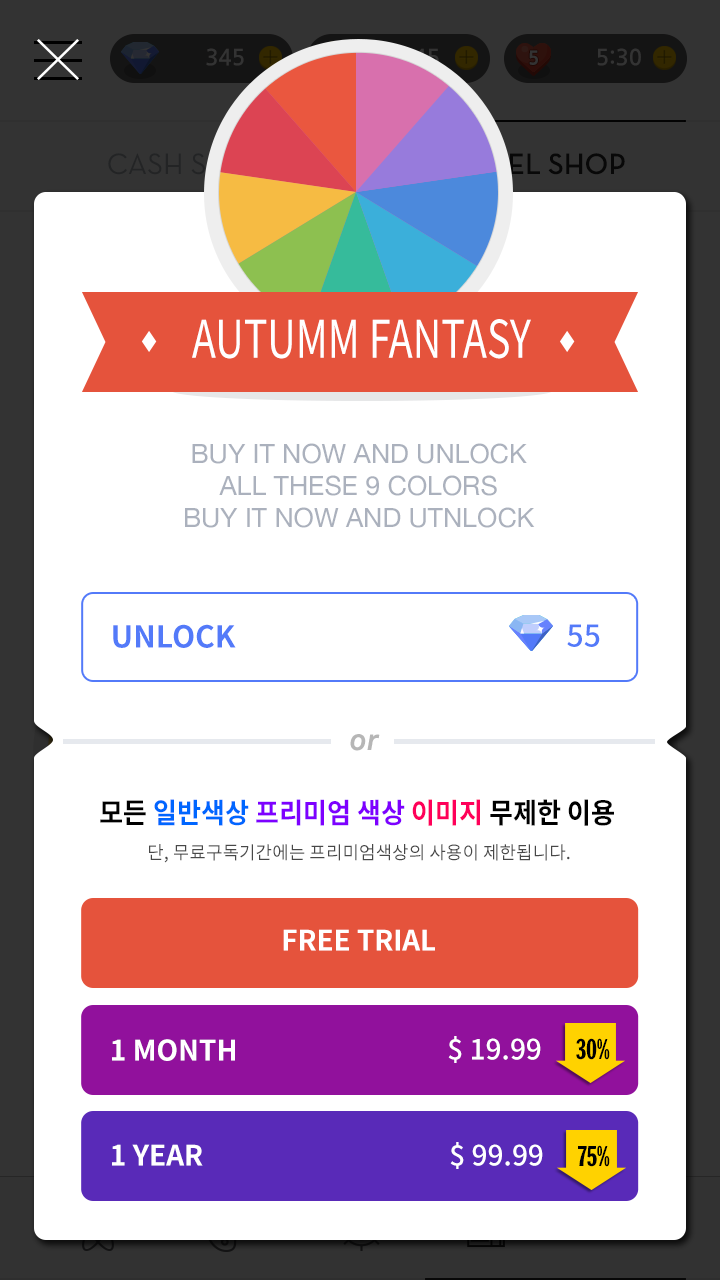 345
45
5
5:30
CASH S
EL SHOP
AUTUMM FANTASY
BUY IT NOW AND UNLOCK
ALL THESE 9 COLORS
BUY IT NOW AND UTNLOCK
UNLOCK 55
or
모든 일반색상 프리미엄 색상 이미지 무제한 이용
단, 무료구독기간에는 프리미엄색상의 사용이 제한됩니다.
FREE TRIAL
1 MONTH $ 19.99 30%
1 YEAR $ 99.99 75%